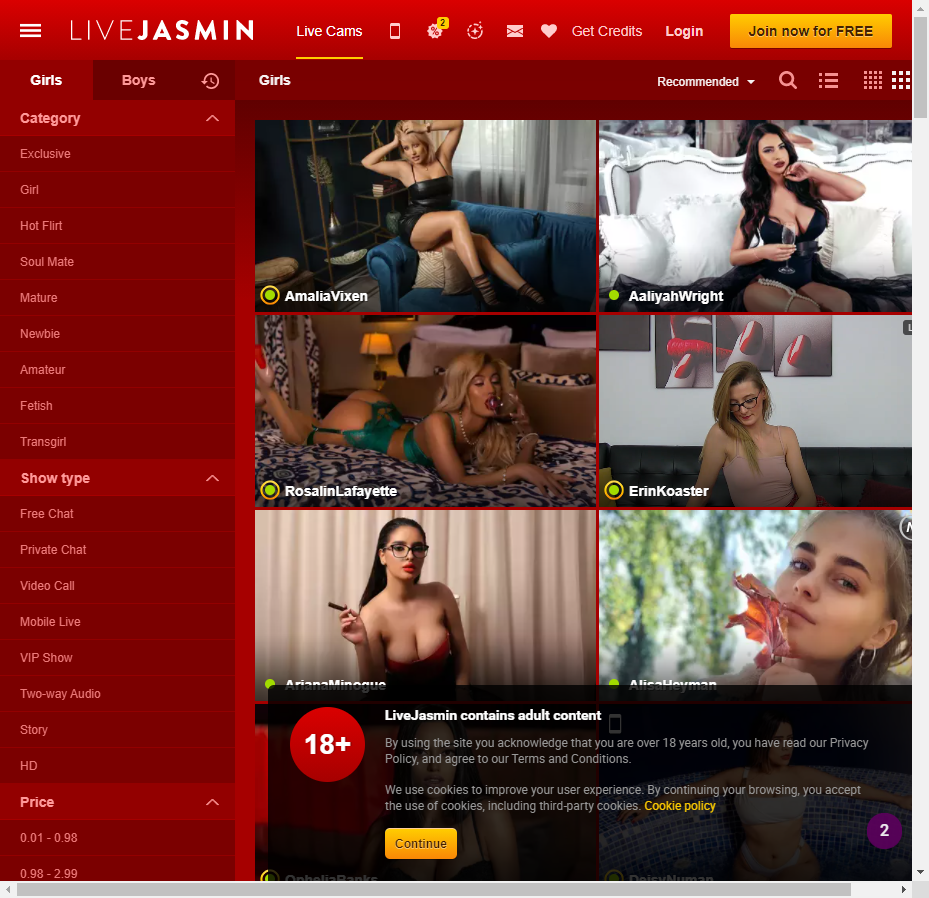 LIVEJASMIN
Live Cams
2
Get Credits
Login
Join now for FREE
Girls
Boys
Girls
Recommended
Category
Exclusive
Girl
Hot Flirt
Soul Mate
Mature
Newbie
Amateur
Fetish
Transgirl
Show type
Free Chat
Private Chat
Video Call
Mobile Live
VIP Show
Two-way Audio
Story
HD
Price
0.01 - 0.98
0.98 - 2.99
AmaliaVixen
AaliyahWright
RosalinLafayette
ErinKoaster
ArianaMinogue
AlisaHeyman
18+
LiveJasmin contains adult content
By using the site you acknowledge that you are over 18 years old, you have read our Privacy
Policy, and agree to our Terms and Conditions.
We use cookies to improve your user experience. By continuing your browsing, you accept
the use of cookies, including third-party cookies. Cookie policy
Continue
2
OpheliaBanks
DeisyNuman